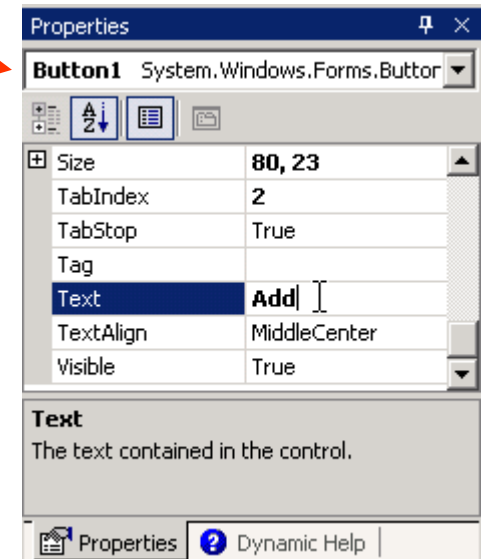 Properties
Button1 System.Windows.Forms.Button
Size 80, 23
TabIndex 2
TabStop True
Tag
Text Add
TextAlign MiddleCenter
Visible True
Text
The text contained in the control.
Properties Dynamic Help